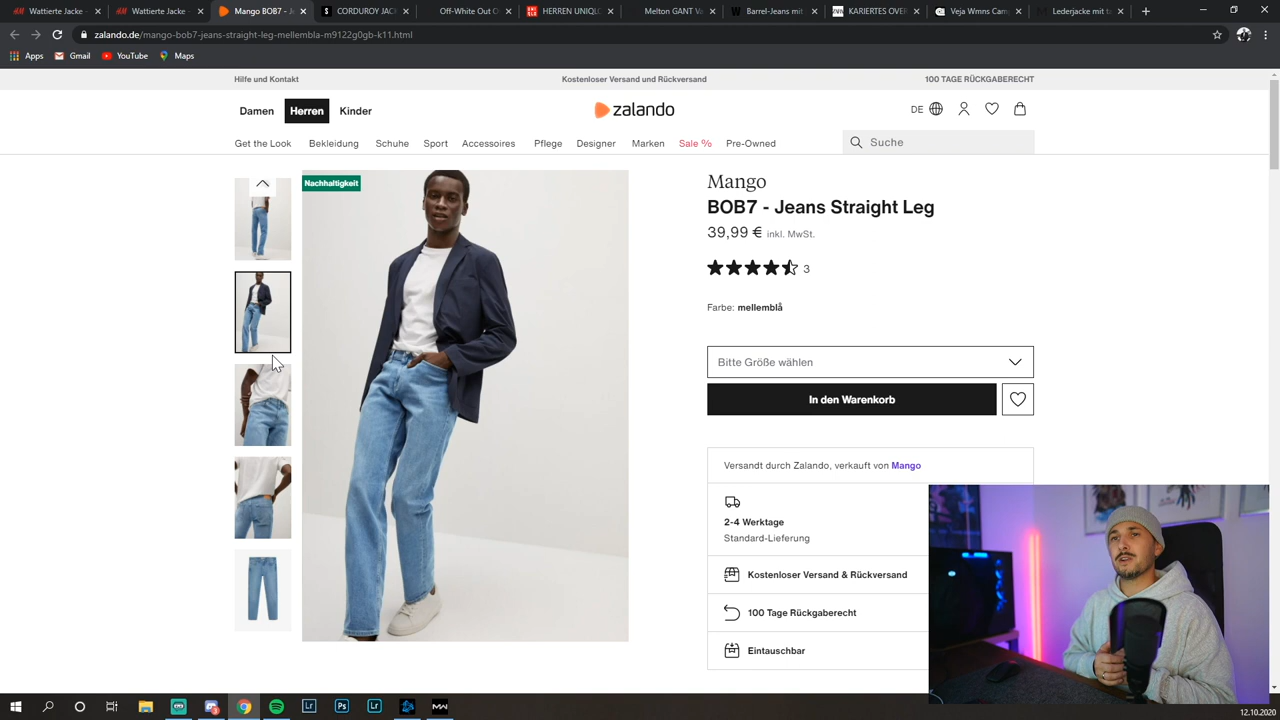 Wattierte Jacke
Wattierte Jacke
Mango BOB7 - J
CORDUROY JAC
Off-White Out O
HERREN UNIQL
Melton GANT V
Barrel-Jeans mit
KARIERTES OVER
Veja Wmns Cam
Lederjacke mit ta
zalando.de/mango-bob7-jeans-straight-leg-mellembla-m9122g0gb-k11.html
Apps Gmail YouTube Maps
Hilfe und Kontakt Kostenloser Versand und Rückversand 100 TAGE RÜCKGABERECHT
Damen Herren Kinder zalando DE
Get the Look Bekleidung Schuhe Sport Accessoires Pflege Designer Marken Sale % Pre-Owned Suche
Nachhaltigkeit
Mango
BOB7 - Jeans Straight Leg
39,99 € inkl. MwSt.
3
Farbe: mellemblå
Bitte Größe wählen
In den Warenkorb
Versandt durch Zalando, verkauft von Mango
2-4 Werktage
Standard-Lieferung
Kostenloser Versand & Rückversand
100 Tage Rückgaberecht
Eintauschbar
12.10.2020